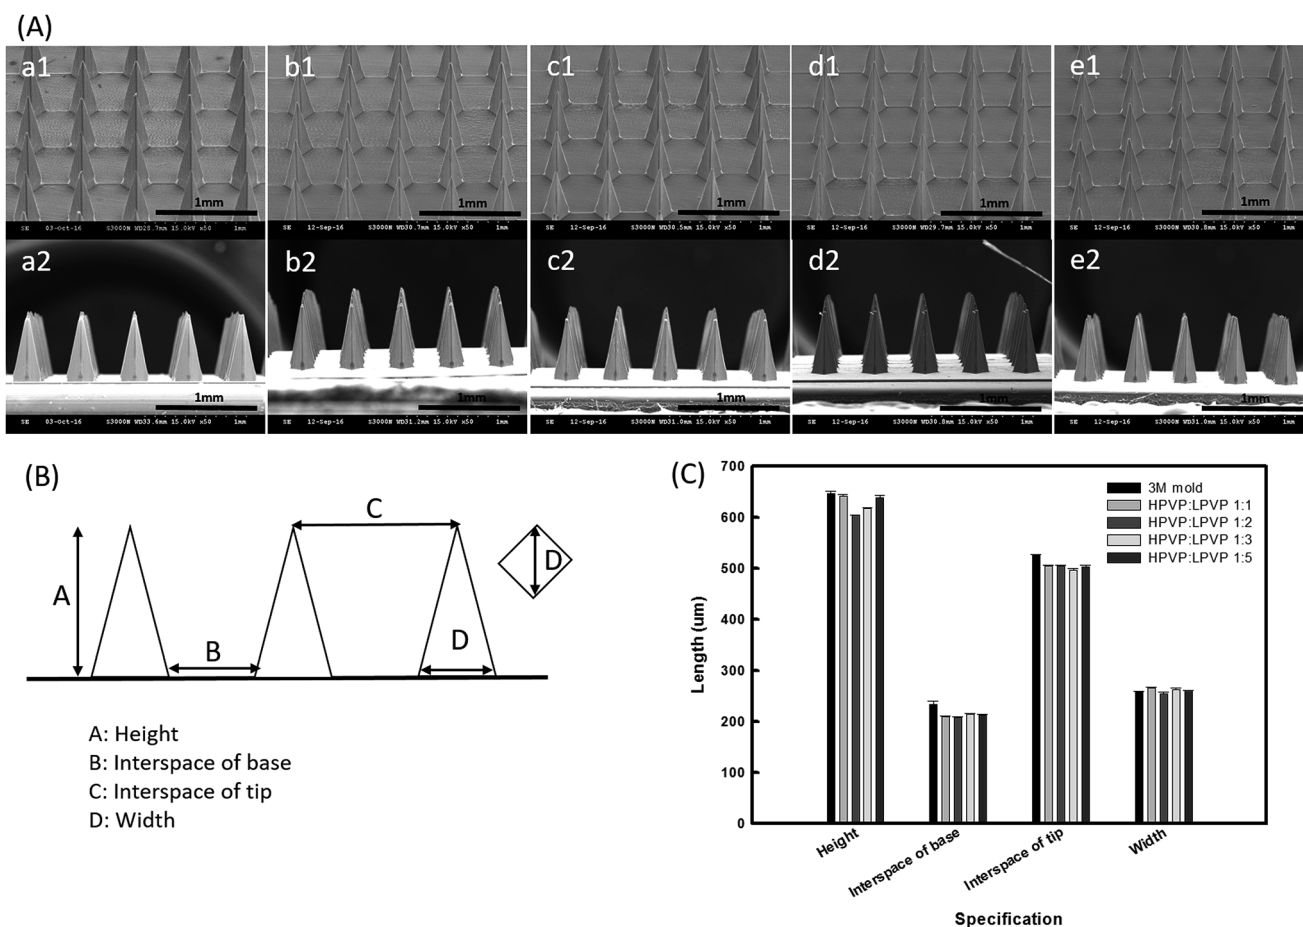 (A)
a1
b1
c1
d1
e1
1mm
1mm
1mm
1mm
1mm
SE 03-Oct-16 S3000N WD28.7mm 15.0kV x50 1mm
SE 12-Sep-16 S3000N WD30.7mm 15.0kV x50 1mm
SE 12-Sep-16 S3000N WD30.5mm 15.0kV x50 1mm
SE 12-Sep-16 S3000N WD29.7mm 15.0kV x50 1mm
SE 12-Sep-16 S3000N WD30.8mm 15.0kV x50 1mm
a2
b2
c2
d2
e2
1mm
1mm
1mm
1mm
1mm
SE 03-Oct-16 S3000N WD33.6mm 15.0kV x50 1mm
SE 12-Sep-16 S3000N WD31.2mm 15.0kV x50 1mm
SE 12-Sep-16 S3000N WD31.0mm 15.0kV x50 1mm
SE 12-Sep-16 S3000N WD30.8mm 15.0kV x50 1mm
SE 12-Sep-16 S3000N WD31.0mm 15.0kV x50 1mm
(B)
C
D
A
B
D
A: Height
B: Interspace of base
C: Interspace of tip
D: Width
(C)
700
600
500
400
300
200
100
0
Length (um)
3M mold
HPVP:LPVP 1:1
HPVP:LPVP 1:2
HPVP:LPVP 1:3
HPVP:LPVP 1:5
Height
Interspace of base
Interspace of tip
Width
Specification